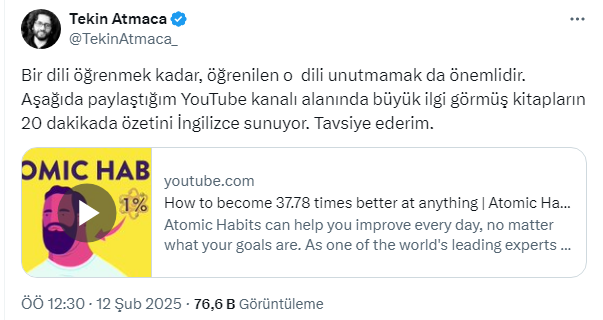 Tekin Atmaca
@TekinAtmaca_
Bir dili öğrenmek kadar, öğrenilen o  dili unutmamak da önemlidir.
Aşağıda paylaştığım YouTube kanalı alanında büyük ilgi görmüş kitapların
20 dakikada özetini İngilizce sunuyor. Tavsiye ederim.
OMIC HAB
1%
youtube.com
How to become 37.78 times better at anything | Atomic Ha...
Atomic Habits can help you improve every day, no matter
what your goals are. As one of the world's leading experts ...
ÖÖ 12:30 · 12 Şub 2025 · 76,6 B Görüntüleme